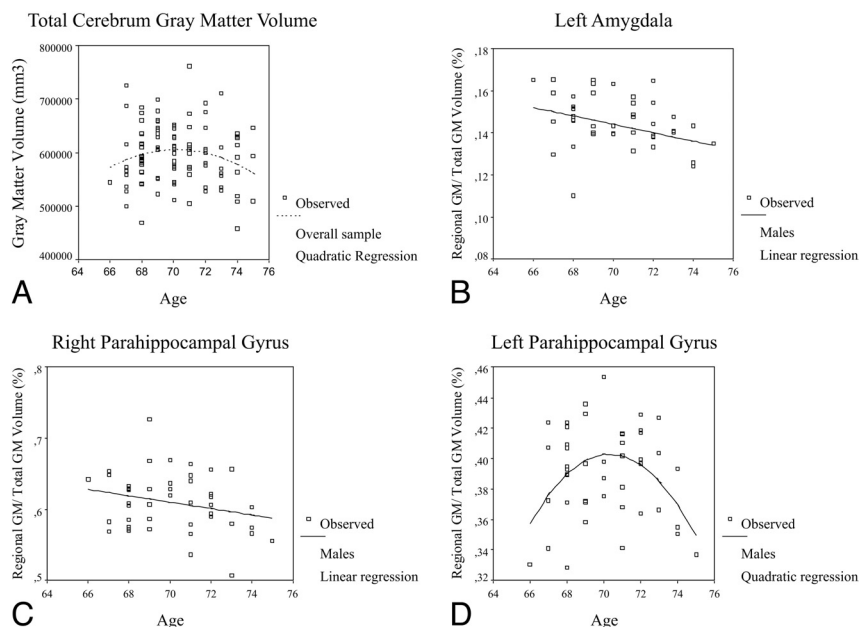 Total Cerebrum Gray Matter Volume
800000
700000
600000
500000
400000
Gray Matter Volume (mm3)
64 66 68 70 72 74 76
Age
Observed
Overall sample
Quadratic Regression
A
Left Amygdala
,18
,16
,14
,12
,10
,08
Regional GM/ Total GM Volume (%)
64 66 68 70 72 74 76
Age
Observed
Males
Linear regression
B
Right Parahippocampal Gyrus
,8
,7
,6
,5
Regional GM/ Total GM Volume (%)
64 66 68 70 72 74 76
Age
Observed
Males
Linear regression
C
Left Parahippocampal Gyrus
,46
,44
,42
,40
,38
,36
,34
,32
Regional GM/ Total GM Volume (%)
64 66 68 70 72 74 76
Age
Observed
Males
Quadratic regression
D